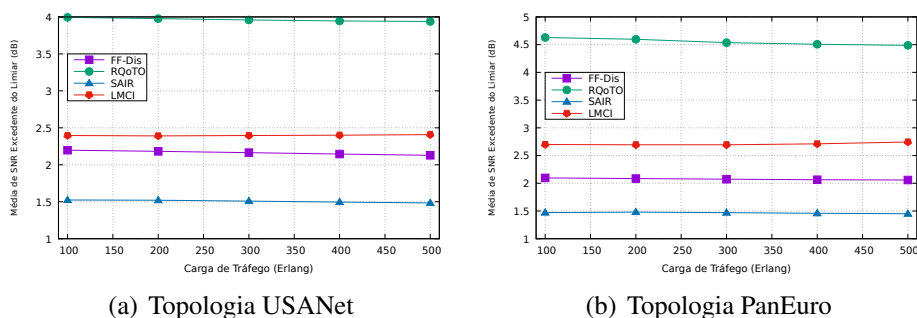 Média de SNR Excedente do Limiar (dB)
4
3.5
3
2.5
2
1.5
1
FF-Dis
RQoTO
SAIR
LMCI
100 150 200 250 300 350 400 450 500
Carga de Tráfego (Erlang)
(a) Topologia USANet
Média de SNR Excedente do Limiar (dB)
5
4.5
4
3.5
3
2.5
2
1.5
1
FF-Dis
RQoTO
SAIR
LMCI
100 150 200 250 300 350 400 450 500
Carga de Tráfego (Erlang)
(b) Topologia PanEuro